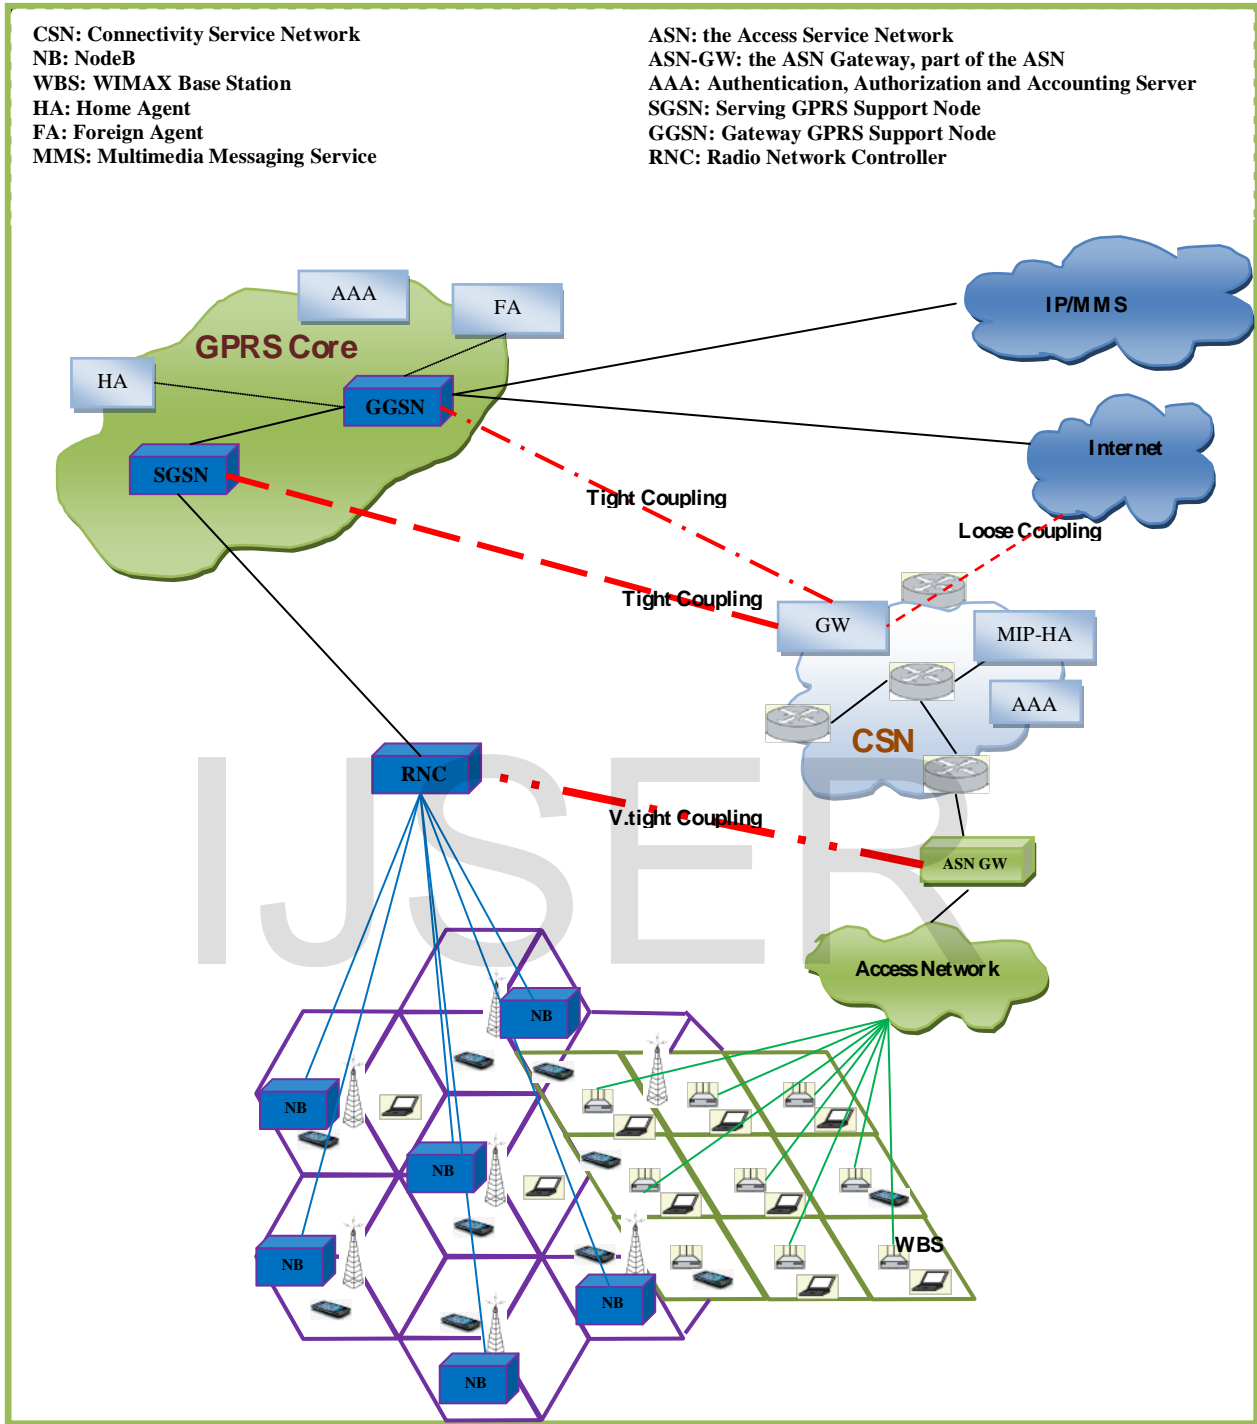 CSN: Connectivity Service Network
NB: NodeB
WBS: WIMAX Base Station
HA: Home Agent
FA: Foreign Agent
MMS: Multimedia Messaging Service
ASN: the Access Service Network
ASN-GW: the ASN Gateway, part of the ASN
AAA: Authentication, Authorization and Accounting Server
SGSN: Serving GPRS Support Node
GGSN: Gateway GPRS Support Node
RNC: Radio Network Controller
AAA
FA
IP/MMS
GPRS Core
HA
GGSN
Internet
SGSN
Tight Coupling
Loose Coupling
Tight Coupling
GW
MIP-HA
AAA
CSN
RNC
V.tight Coupling
ASN GW
IJSER
Access Network
NB
NB
NB
WBS
NB
NB
NB